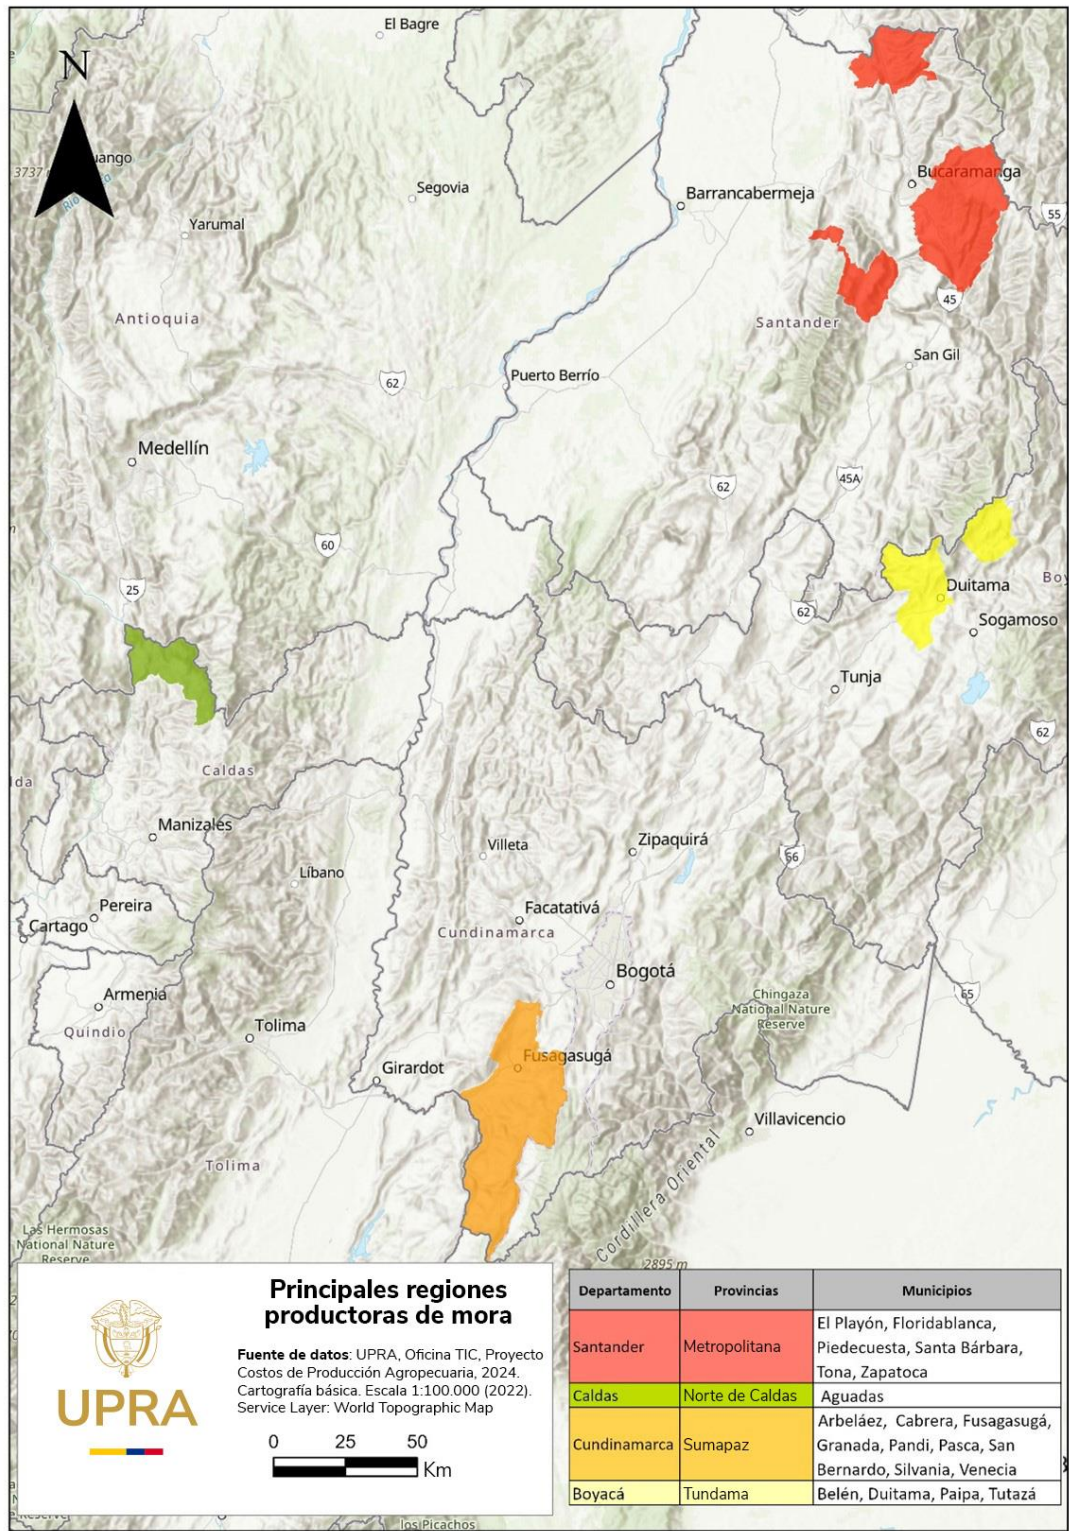 El Bagre
N
3737
Segovia
Yarumal
Barrancabermeja
Bucaramanga
55
Antioquia
Santander
45
San Gil
62
Puerto Berrío
Medellín
62
45A
60
25
Duitama
62
Sogamoso
Tunja
62
Caldas
Manizales
Villeta
Zipaquirá
56
Líbano
Pereira
Facatativá
Cartago
Cundinamarca
Bogotá
Armenia
Chingaza
National Nature
Reserve
65
Quindio
Tolima
Fusagasugá
Girardot
Villavicencio
Tolima
Cordillera Oriental
Las Hermosas
National Nature
Reserve
2895 m
Principales regiones
productoras de mora
Fuente de datos: UPRA, Oficina TIC, Proyecto
Costos de Producción Agropecuaria, 2024.
Cartografía básica. Escala 1:100.000 (2022).
Service Layer: World Topographic Map
UPRA
0 25 50
Km
Departamento Provincias Municipios
Santander Metropolitana El Playón, Floridablanca,
Piedecuesta, Santa Bárbara,
Tona, Zapatoca
Caldas Norte de Caldas Aguadas
Cundinamarca Sumapaz Arbeláez, Cabrera, Fusagasugá,
Granada, Pandi, Pasca, San
Bernardo, Silvania, Venecia
Boyacá Tundama Belén, Duitama, Paipa, Tutazá
los Picachos